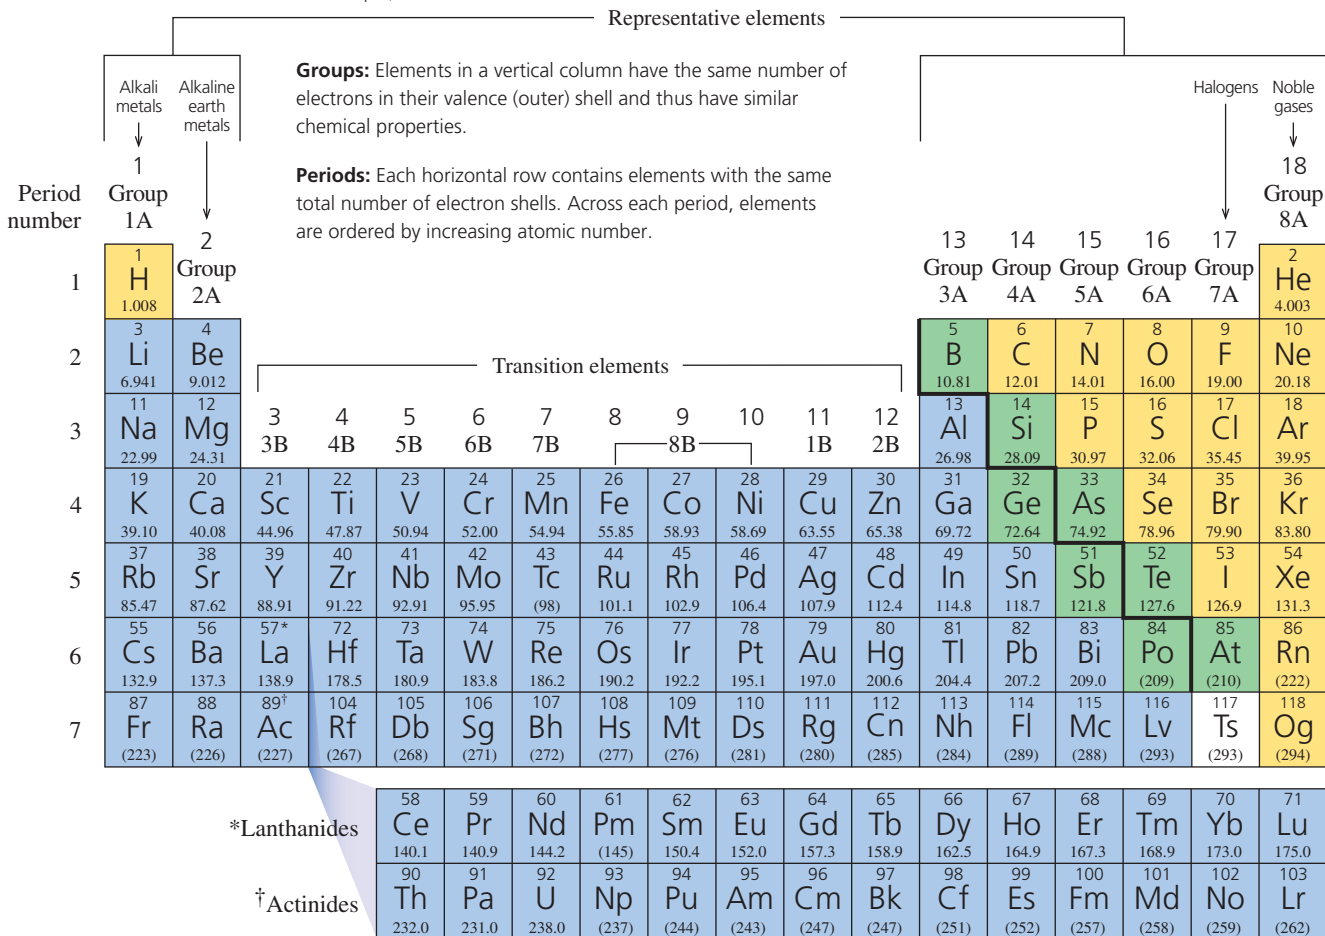 Representative elements
Groups: Elements in a vertical column have the same number of
electrons in their valence (outer) shell and thus have similar
chemical properties.
Periods: Each horizontal row contains elements with the same
total number of electron shells. Across each period, elements
are ordered by increasing atomic number.
Alkali
metals
Alkaline
earth
metals
Halogens
Noble
gases
Period
number
1
Group
1A
2
Group
2A
13
Group
3A
14
Group
4A
15
Group
5A
16
Group
6A
17
Group
7A
18
Group
8A
Transition elements
3
3B
4
4B
5
5B
6
6B
7
7B
8 9 10
8B
11
1B
12
2B
1
1 2
H He
1.008 4.003
2
3 4 5 6 7 8 9 10
Li Be B C N O F Ne
6.941 9.012 10.81 12.01 14.01 16.00 19.00 20.18
3
11 12 13 14 15 16 17 18
Na Mg Al Si P S Cl Ar
22.99 24.31 26.98 28.09 30.97 32.06 35.45 39.95
4
19 20 21 22 23 24 25 26 27 28 29 30 31 32 33 34 35 36
K Ca Sc Ti V Cr Mn Fe Co Ni Cu Zn Ga Ge As Se Br Kr
39.10 40.08 44.96 47.87 50.94 52.00 54.94 55.85 58.93 58.69 63.55 65.38 69.72 72.64 74.92 78.96 79.90 83.80
5
37 38 39 40 41 42 43 44 45 46 47 48 49 50 51 52 53 54
Rb Sr Y Zr Nb Mo Tc Ru Rh Pd Ag Cd In Sn Sb Te I Xe
85.47 87.62 88.91 91.22 92.91 95.95 (98) 101.1 102.9 106.4 107.9 112.4 114.8 118.7 121.8 127.6 126.9 131.3
6
55 56 57* 72 73 74 75 76 77 78 79 80 81 82 83 84 85 86
Cs Ba La Hf Ta W Re Os Ir Pt Au Hg Tl Pb Bi Po At Rn
132.9 137.3 138.9 178.5 180.9 183.8 186.2 190.2 192.2 195.1 197.0 200.6 204.4 207.2 209.0 (209) (210) (222)
7
87 88 89† 104 105 106 107 108 109 110 111 112 113 114 115 116 117 118
Fr Ra Ac Rf Db Sg Bh Hs Mt Ds Rg Cn Nh Fl Mc Lv Ts Og
(223) (226) (227) (267) (268) (271) (272) (277) (276) (281) (280) (285) (284) (289) (288) (293) (293) (294)
*Lanthanides
58 59 60 61 62 63 64 65 66 67 68 69 70 71
Ce Pr Nd Pm Sm Eu Gd Tb Dy Ho Er Tm Yb Lu
140.1 140.9 144.2 (145) 150.4 152.0 157.3 158.9 162.5 164.9 167.3 168.9 173.0 175.0
†Actinides
90 91 92 93 94 95 96 97 98 99 100 101 102 103
Th Pa U Np Pu Am Cm Bk Cf Es Fm Md No Lr
232.0 231.0 238.0 (237) (244) (243) (247) (247) (251) (252) (257) (258) (259) (262)